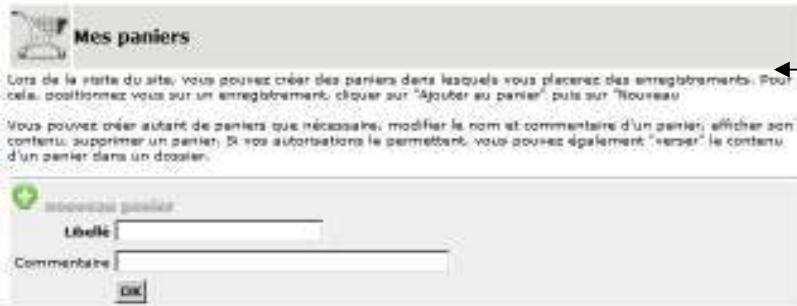 Mes paniers
Lors de la visite du site, vous pouvez créer des paniers dans lesquels vous placerez des enregistrements. Pour
cela, positionnez vous sur un enregistrement, cliquer sur "Ajouter au panier" puis sur "Nouveau
Vous pouvez créer autant de paniers que nécessaire, modifier le nom et commentaire d'un panier, afficher son
contenu, supprimer un panier. Si vos autorisations le permettent, vous pouvez également "verser" le contenu
d'un panier dans un dossier.
nouveau panier
Libellé
Commentaire
OK